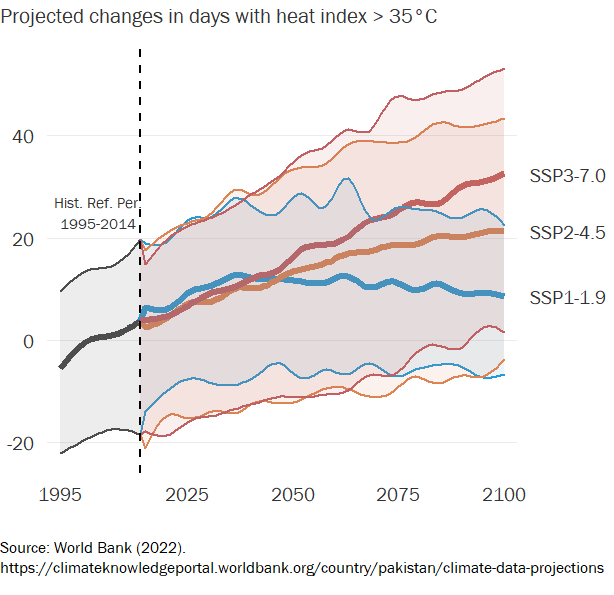 Projected changes in days with heat index > 35°C
40
Hist. Ref. Per.
1995-2014
20
0
-20
SSP3-7.0
SSP2-4.5
SSP1-1.9
1995 2025 2050 2075 2100
Source: World Bank (2022).
https://climateknowledgeportal.worldbank.org/country/pakistan/climate-data-projections